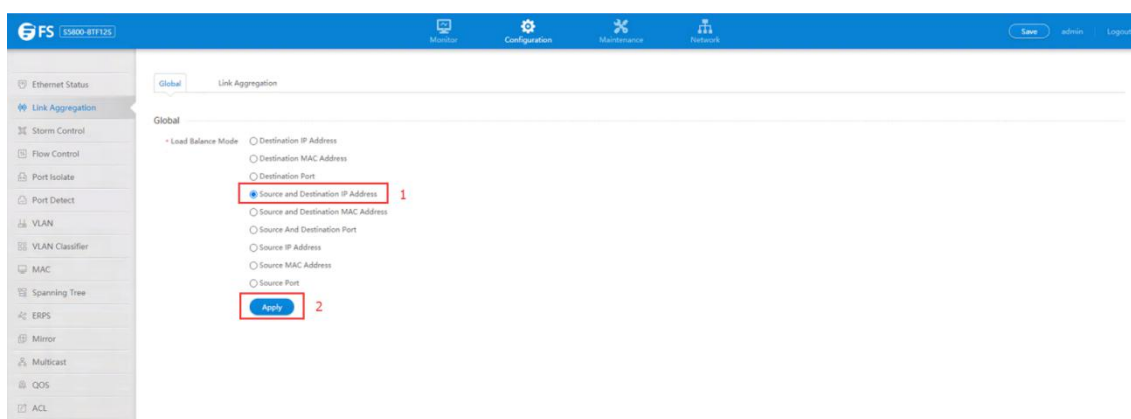 FS S5800-8TF12S
Monitor
Configuration
Maintenance
Network
Save admin Logout
Ethernet Status
Link Aggregation
Storm Control
Flow Control
Port Isolate
Port Detect
VLAN
VLAN Classifier
MAC
Spanning Tree
ERPS
Mirror
Multicast
QOS
ACL
Global Link Aggregation
Global
* Load Balance Mode
Destination IP Address
Destination MAC Address
Destination Port
Source and Destination IP Address 1
Source and Destination MAC Address
Source And Destination Port
Source IP Address
Source MAC Address
Source Port
Apply 2